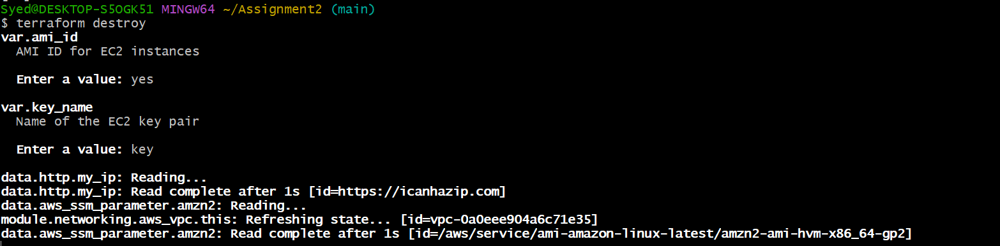 Syed@DESKTOP-S5OGK51 MINGW64 ~/Assignment2 (main)
$ terraform destroy
var.ami_id
  AMI ID for EC2 instances

  Enter a value: yes

var.key_name
  Name of the EC2 key pair

  Enter a value: key

data.http.my_ip: Reading...
data.http.my_ip: Read complete after 1s [id=https://icanhazip.com]
data.aws_ssm_parameter.amzn2: Reading...
module.networking.aws_vpc.this: Refreshing state... [id=vpc-0a0eee904a6c71e35]
data.aws_ssm_parameter.amzn2: Read complete after 1s [id=/aws/service/ami-amazon-linux-latest/amzn2-ami-hvm-x86_64-gp2]